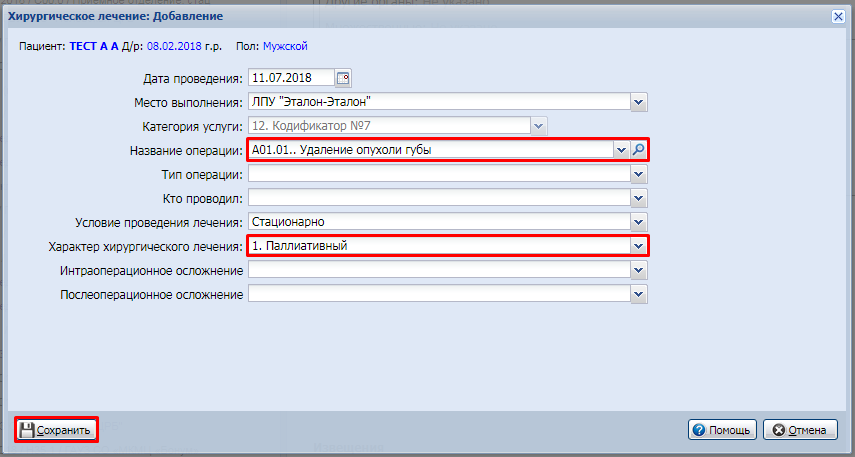 Хирургическое лечение: Добавление
Пациент: ТЕСТ А А Д/р: 08.02.2018 г.р. Пол: Мужской
Дата проведения: 11.07.2018
Место выполнения: ЛПУ "Эталон-Эталон"
Категория услуги: 12. Кодификатор №7
Название операции: A01.01.. Удаление опухоли губы
Тип операции:
Кто проводил:
Условие проведения лечения: Стационарно
Характер хирургического лечения: 1. Паллиативный
Интраоперационное осложнение
Послеоперационное осложнение
Сохранить Помощь Отмена